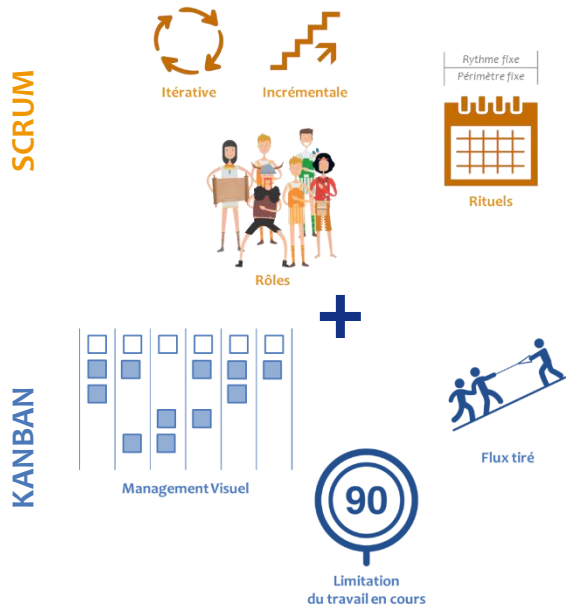 SCRUM
Itérative
Incrémentale
Rythme fixe
Périmètre fixe
Rituels
Rôles
KANBAN
Management Visuel
Flux tiré
90
Limitation
du travail en cours